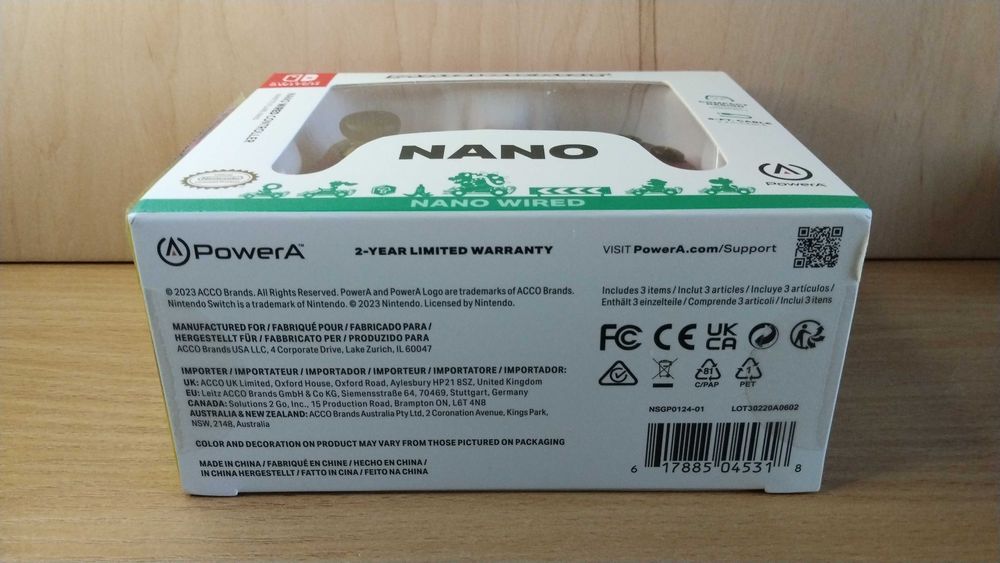 NANO WIRED CONTROLLER
NANO
PowerA
NANO WIRED
PowerA™
2-YEAR LIMITED WARRANTY
VISIT PowerA.com/Support
© 2023 ACCO Brands. All Rights Reserved. PowerA and PowerA Logo are trademarks of ACCO Brands.
Nintendo Switch is a trademark of Nintendo. © 2023 Nintendo. Licensed by Nintendo.
Includes 3 items / Inclut 3 articles / Incluye 3 artículos /
Enthält 3 einzelteile / Comprende 3 articoli / Inclui 3 itens
MANUFACTURED FOR / FABRIQUÉ POUR / FABRICADO PARA /
HERGESTELLT FÜR / FABBRICATO PER / PRODUZIDO PARA
ACCO Brands USA LLC, 4 Corporate Drive, Lake Zurich, IL 60047
FC CE UK
CA
IMPORTER / IMPORTATEUR / IMPORTADOR / IMPORTEUR / IMPORTATORE / IMPORTADOR:
UK: ACCO UK Limited, Oxford House, Oxford Road, Aylesbury HP21 8SZ, United Kingdom
EU: Leitz ACCO Brands GmbH & Co KG, Siemensstraße 64, 70469, Stuttgart, Germany
CANADA: Solutions 2 Go, Inc., 15 Production Road, Brampton ON, L6T 4N8
AUSTRALIA & NEW ZEALAND: ACCO Brands Australia Pty Ltd, 2 Coronation Avenue, Kings Park,
NSW, 2148, Australia
81
C/PAP
1
PET
NSGP0124-01
LOT30220A0602
COLOR AND DECORATION ON PRODUCT MAY VARY FROM THOSE PICTURED ON PACKAGING
MADE IN CHINA / FABRIQUÉ EN CHINE / HECHO EN CHINA /
IN CHINA HERGESTELLT / FATTO IN CINA / FEITO NA CHINA
6 17885 04531 8